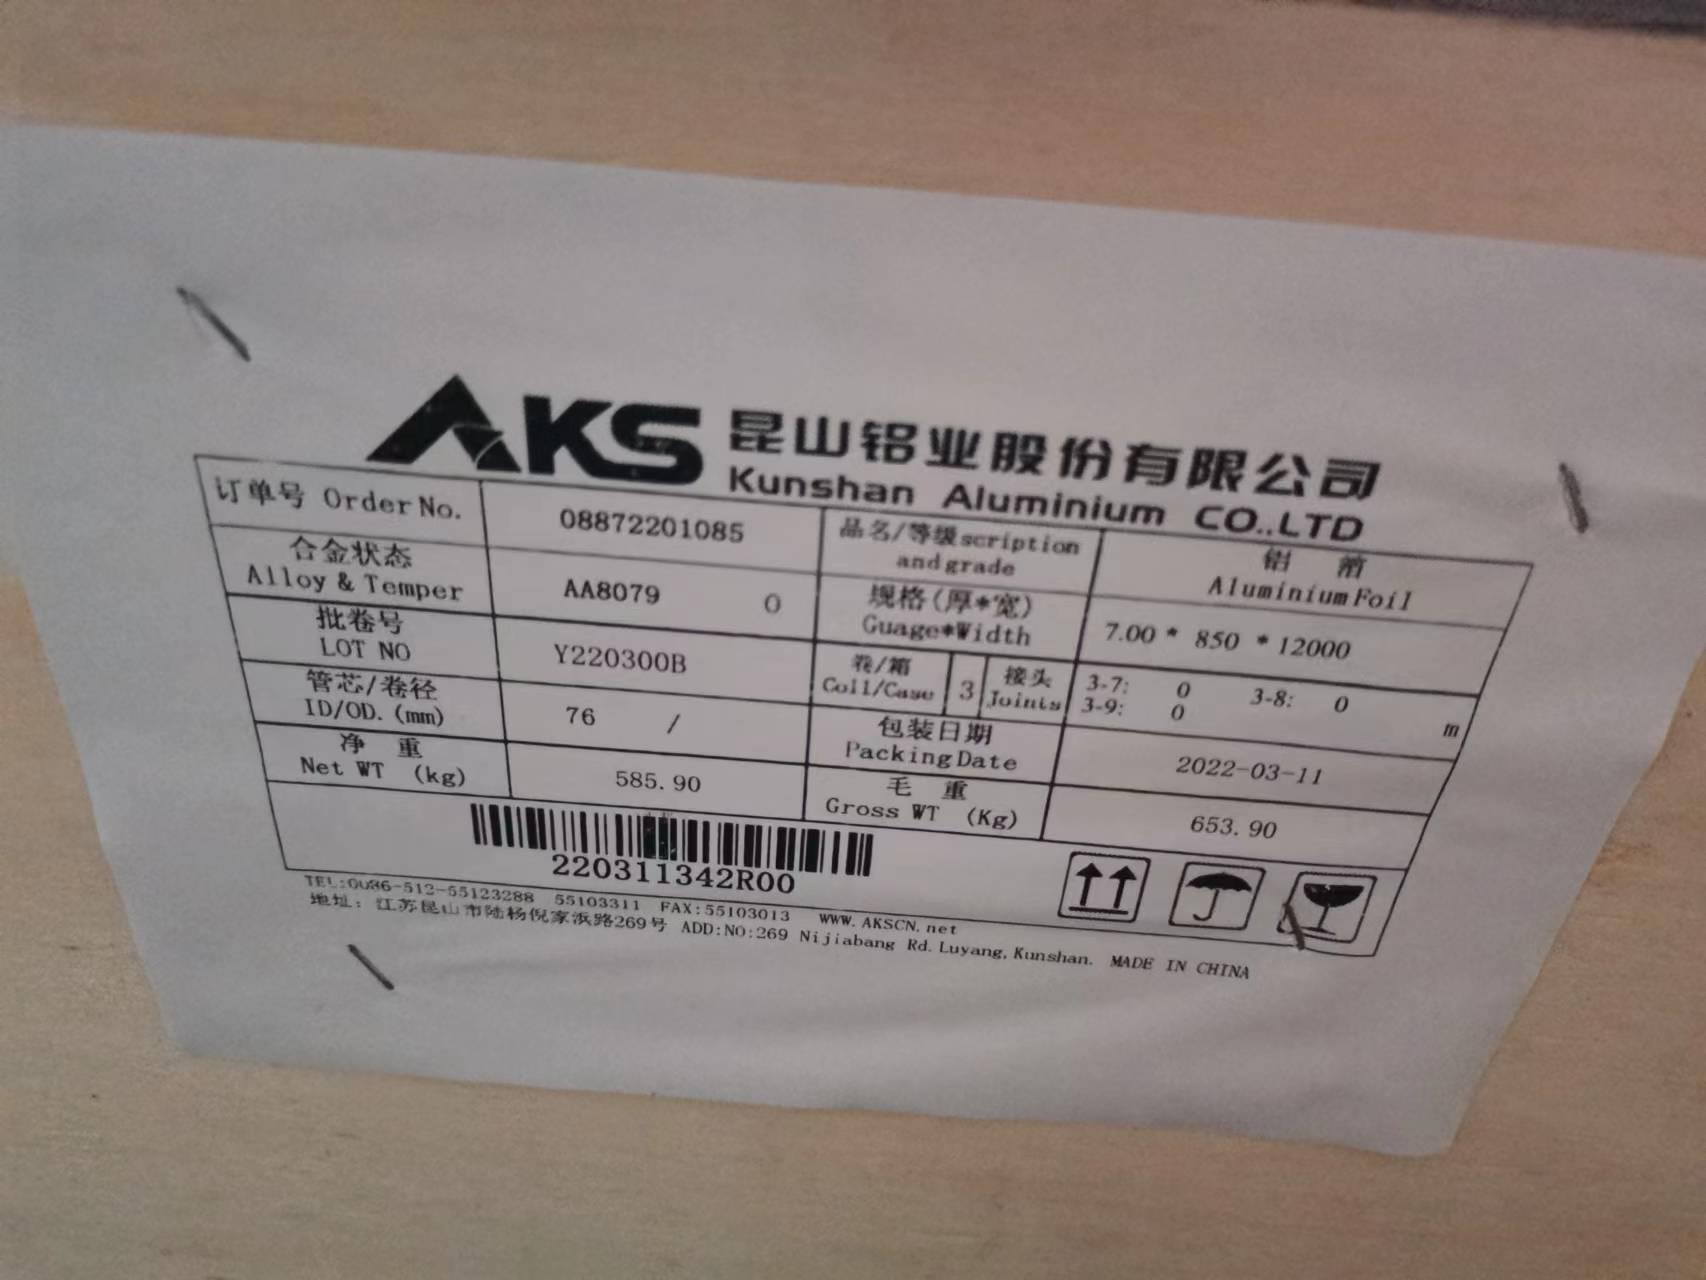 AKS 昆山铝业股份有限公司
Kunshan Aluminium CO.,LTD
订单号 Order No. 08872201085 品名/等级scription and grade 铝 箔 Aluminium Foil
合金状态 Alloy & Temper AA8079 O 规格(厚*宽) Guage*Width 7.00 * 850 * 12000
批卷号 LOT NO Y220300B 卷/箱 Coil/Case 3 接头 Joints 3-7: 0 3-8: 0 3-9: 0 m
管芯/卷径 ID/OD. (mm) 76 / 包装日期 Packing Date 2022-03-11
净 重 Net WT (kg) 585.90 毛 重 Gross WT (Kg) 653.90
220311342R00
TEL:0086-512-55123288 55103311 FAX:55103013 WWW.AKSCN.net
地址: 江苏昆山市陆杨倪家浜路269号 ADD:NO:269 Nijiabang Rd. Luyang, Kunshan. MADE IN CHINA